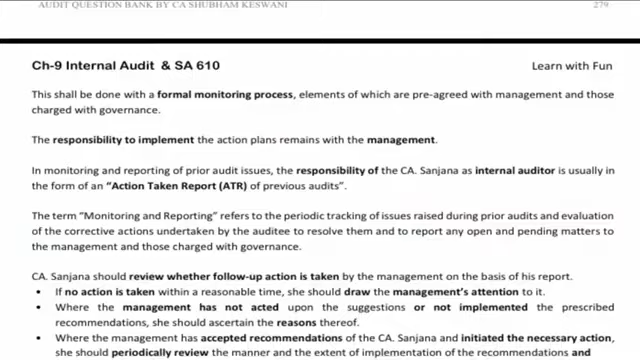 AUDIT QUESTION BANK BY CA SHUBHAM KESWANI 279
Ch-9 Internal Audit & SA 610 Learn with Fun
This shall be done with a formal monitoring process, elements of which are pre-agreed with management and those
charged with governance.
The responsibility to implement the action plans remains with the management.
In monitoring and reporting of prior audit issues, the responsibility of the CA. Sanjana as internal auditor is usually in
the form of an “Action Taken Report (ATR) of previous audits”.
The term “Monitoring and Reporting” refers to the periodic tracking of issues raised during prior audits and evaluation
of the corrective actions undertaken by the auditee to resolve them and to report any open and pending matters to
the management and those charged with governance.
CA. Sanjana should review whether follow-up action is taken by the management on the basis of his report.
• If no action is taken within a reasonable time, she should draw the management’s attention to it.
• Where the management has not acted upon the suggestions or not implemented the prescribed
recommendations, she should ascertain the reasons thereof.
• Where the management has accepted recommendations of the CA. Sanjana and initiated the necessary action,
she should periodically review the manner and the extent of implementation of the recommendations and